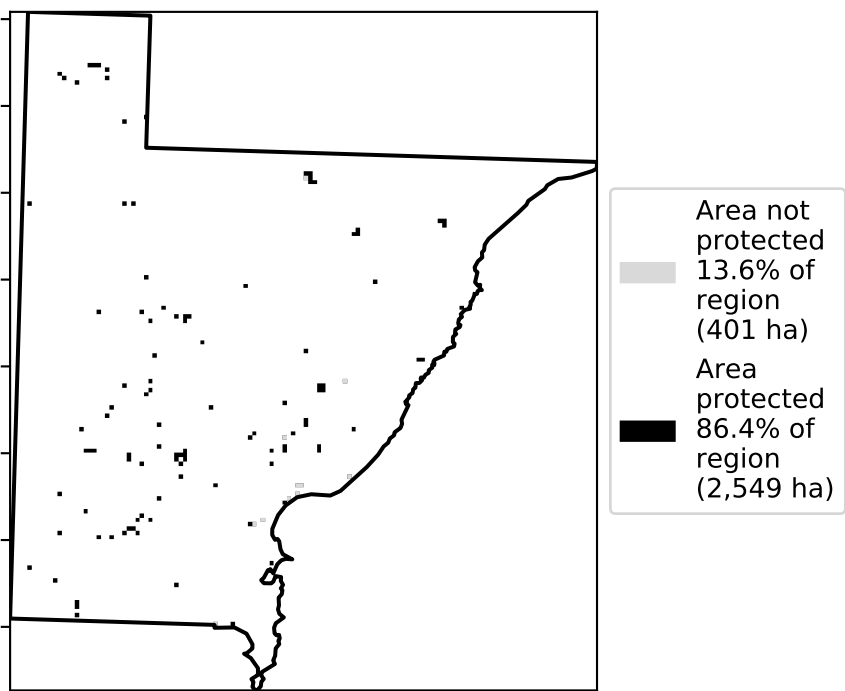 Area not
protected
13.6% of
region
(401 ha)
Area
protected
86.4% of
region
(2,549 ha)